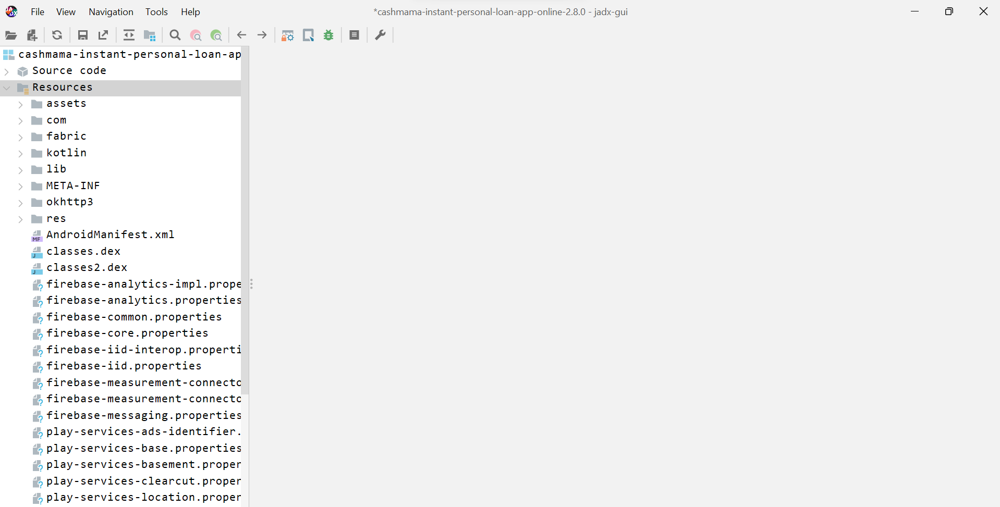 File View Navigation Tools Help
*cashmama-instant-personal-loan-app-online-2.8.0 - jadx-gui
cashmama-instant-personal-loan-ap
Source code
Resources
assets
com
fabric
kotlin
lib
META-INF
okhttp3
res
MF AndroidManifest.xml
J classes.dex
J classes2.dex
firebase-analytics-impl.prope
firebase-analytics.properties
firebase-common.properties
firebase-core.properties
firebase-iid-interop.properti
firebase-iid.properties
firebase-measurement-connecto
firebase-measurement-connecto
firebase-messaging.properties
play-services-ads-identifier.
play-services-base.properties
play-services-basement.proper
play-services-clearcut.proper
play-services-location.proper